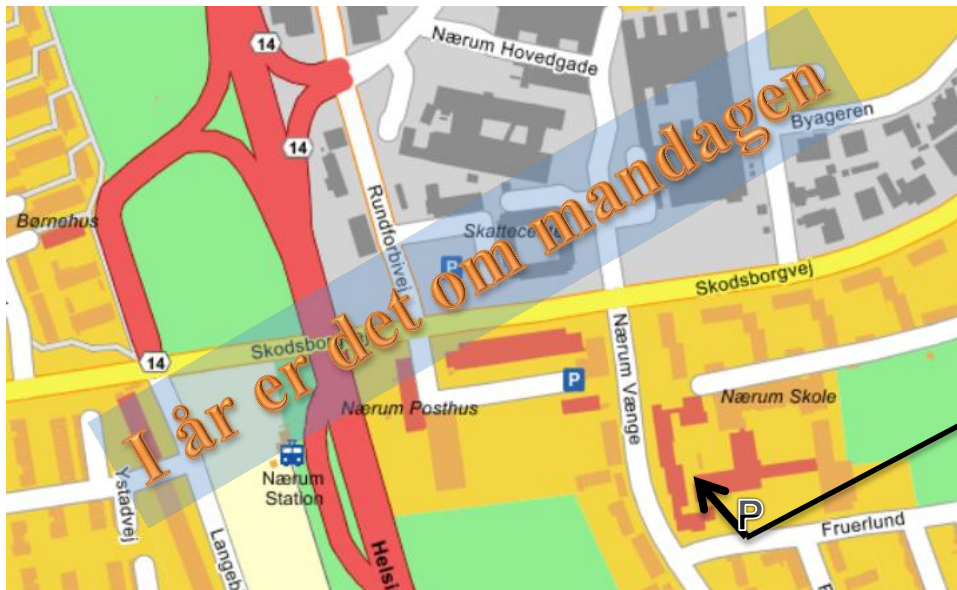 14
Nærum Hovedgade
14
Byageren
Rundforbivej
Børnehus
I år er det om mandagen
P
Skodsborgvej
Skodsborgvej
14
Nærum Vænge
P
Nærum Posthus
Nærum Skole
Ystadvej
Nærum
Station
P
Fruerlund
Langeb
Helsi